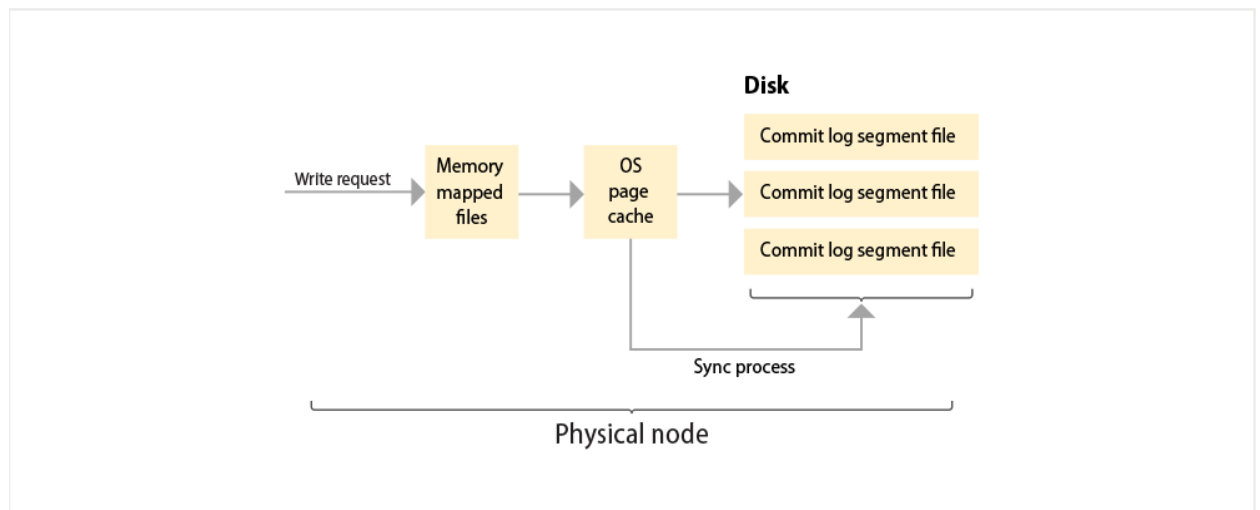 Disk
Write request
Memory
mapped
files
OS
page
cache
Commit log segment file
Commit log segment file
Commit log segment file
Sync process
Physical node